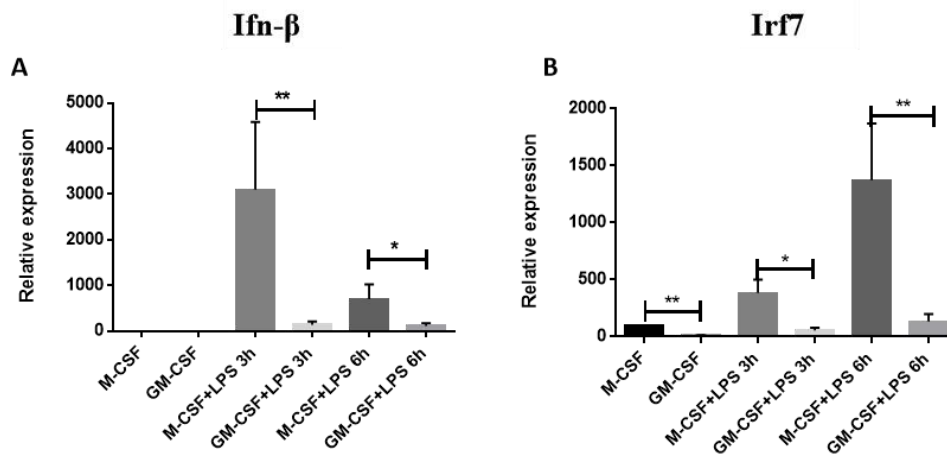 Ifn-β
Irf7
A
B
Relative expression
5000
4000
3000
2000
1000
0
**
*
M-CSF
GM-CSF
M-CSF+LPS 3h
GM-CSF+LPS 3h
M-CSF+LPS 6h
GM-CSF+LPS 6h
Relative expression
2000
1500
1000
500
0
**
*
**
M-CSF
GM-CSF
M-CSF+LPS 3h
GM-CSF+LPS 3h
M-CSF+LPS 6h
GM-CSF+LPS 6h